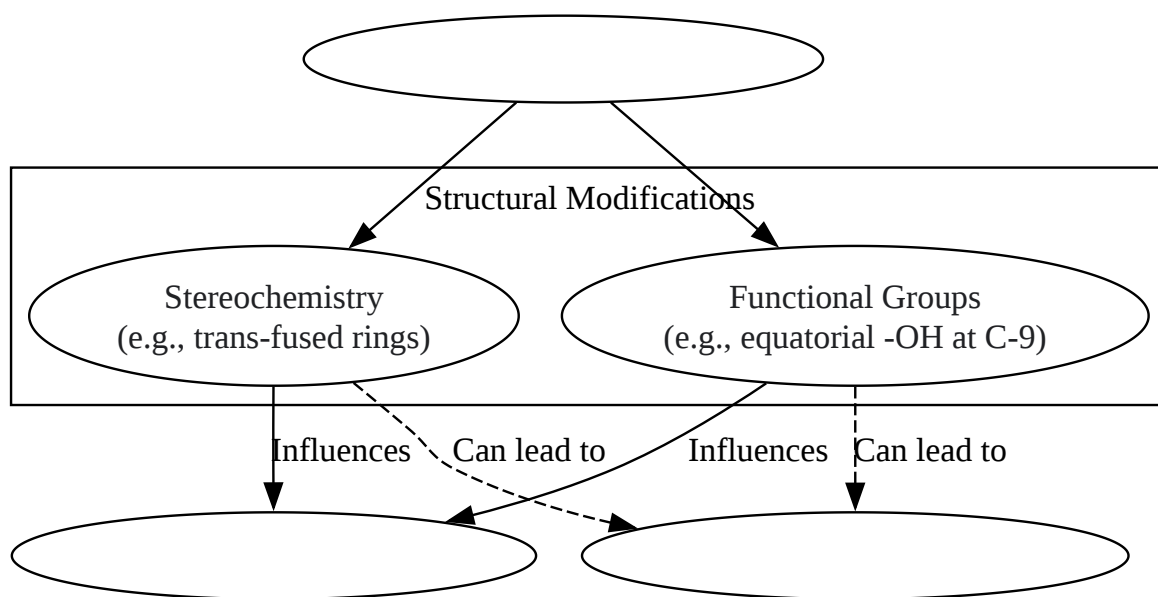 Structural Modifications
Stereochemistry
(e.g., trans-fused rings)
Functional Groups
(e.g., equatorial -OH at C-9)
Influences
Can lead to
Influences
Can lead to